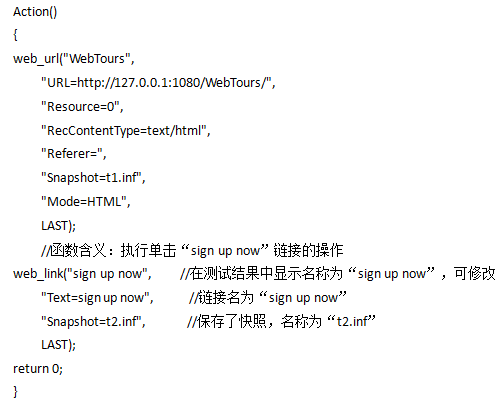 Action()
{
web_url("WebTours",
"URL=http://127.0.0.1:1080/WebTours/",
"Resource=0",
"RecContentType=text/html",
"Referer=",
"Snapshot=t1.inf",
"Mode=HTML",
LAST);
//函数含义：执行单击“sign up now”链接的操作
web_link("sign up now", //在测试结果中显示名称为“sign up now”，可修改
"Text=sign up now", //链接名为“sign up now”
"Snapshot=t2.inf", //保存了快照，名称为“t2.inf”
LAST);
return 0;
}